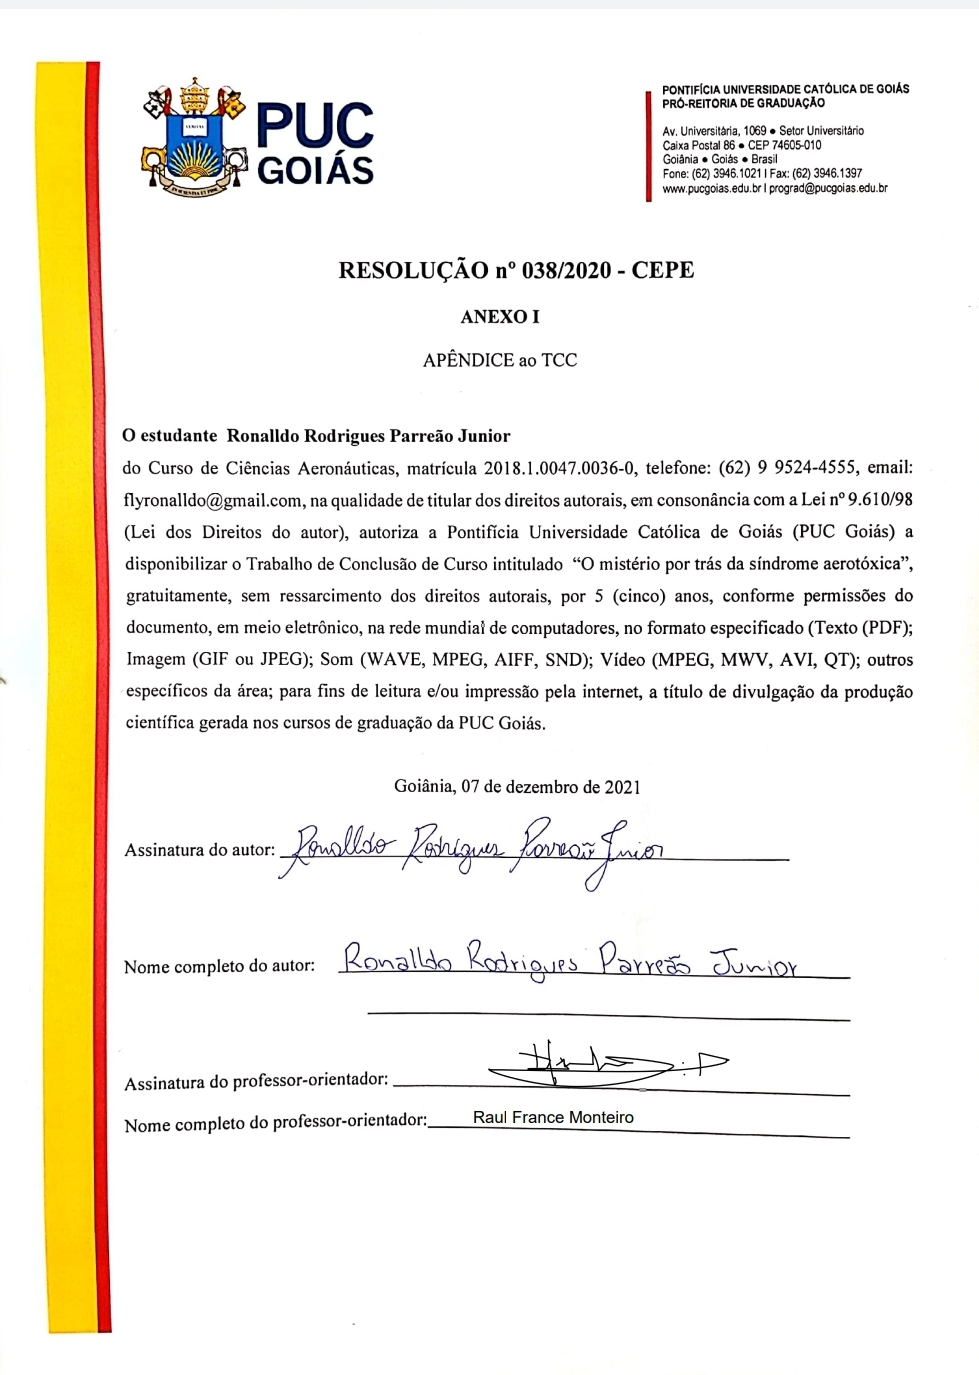 PUC
GOIÁS
PONTIFÍCIA UNIVERSIDADE CATÓLICA DE GOIÁS
PRÓ-REITORIA DE GRADUAÇÃO
Av. Universitária, 1069 ● Setor Universitário
Caixa Postal 86 ● CEP 74605-010
Goiânia ● Goiás ● Brasil
Fone: (62) 3946.1021 I Fax: (62) 3946.1397
www.pucgoias.edu.br I prograd@pucgoias.edu.br
RESOLUÇÃO nº 038/2020 - CEPE
ANEXO I
APÊNDICE ao TCC
O estudante Ronalldo Rodrigues Parreão Junior
do Curso de Ciências Aeronáuticas, matrícula 2018.1.0047.0036-0, telefone: (62) 9 9524-4555, email:
flyronalldo@gmail.com, na qualidade de titular dos direitos autorais, em consonância com a Lei nº 9.610/98
(Lei dos Direitos do autor), autoriza a Pontifícia Universidade Católica de Goiás (PUC Goiás) a
disponibilizar o Trabalho de Conclusão de Curso intitulado “O mistério por trás da síndrome aerotóxica”,
gratuitamente, sem ressarcimento dos direitos autorais, por 5 (cinco) anos, conforme permissões do
documento, em meio eletrônico, na rede mundial de computadores, no formato especificado (Texto (PDF);
Imagem (GIF ou JPEG); Som (WAVE, MPEG, AIFF, SND); Vídeo (MPEG, MWV, AVI, QT); outros
específicos da área; para fins de leitura e/ou impressão pela internet, a título de divulgação da produção
científica gerada nos cursos de graduação da PUC Goiás.
Goiânia, 07 de dezembro de 2021
Assinatura do autor: Ronalldo Rodrigues Parreão Junior
Nome completo do autor: Ronalldo Rodrigues Parreão Junior
Assinatura do professor-orientador:
Nome completo do professor-orientador: Raul France Monteiro